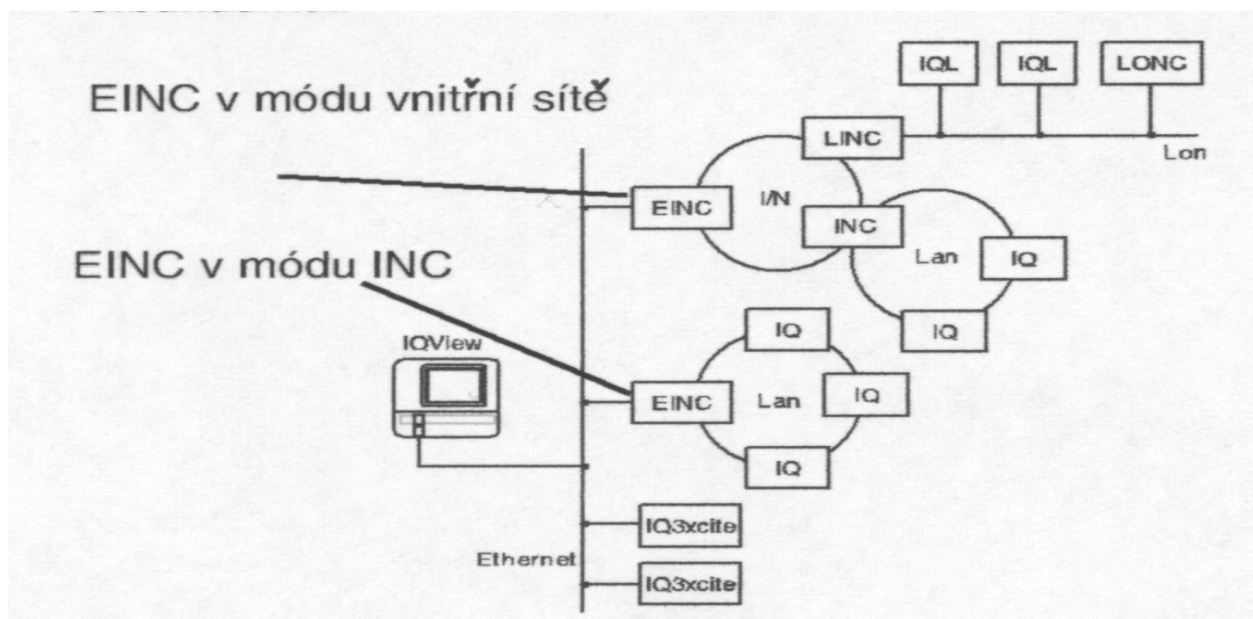 EINC v módu vnitřní sítě
IQL
IQL
LONC
LINC
Lon
EINC
I/N
INC
Lan
IQ
IQ
EINC v módu INC
IQView
IQ
EINC
Lan
IQ
IQ
IQ3xcite
Ethernet
IQ3xcite